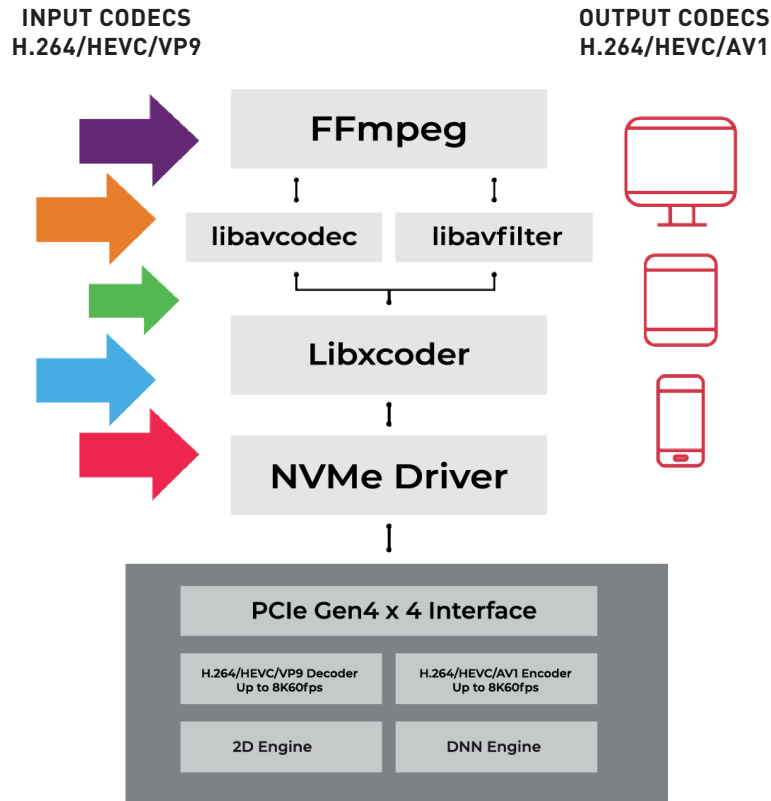 INPUT CODECS
H.264/HEVC/VP9
OUTPUT CODECS
H.264/HEVC/AV1
FFmpeg
libavcodec
libavfilter
Libxcoder
NVMe Driver
PCIe Gen4 x 4 Interface
H.264/HEVC/VP9 Decoder
Up to 8K60fps
H.264/HEVC/AV1 Encoder
Up to 8K60fps
2D Engine
DNN Engine